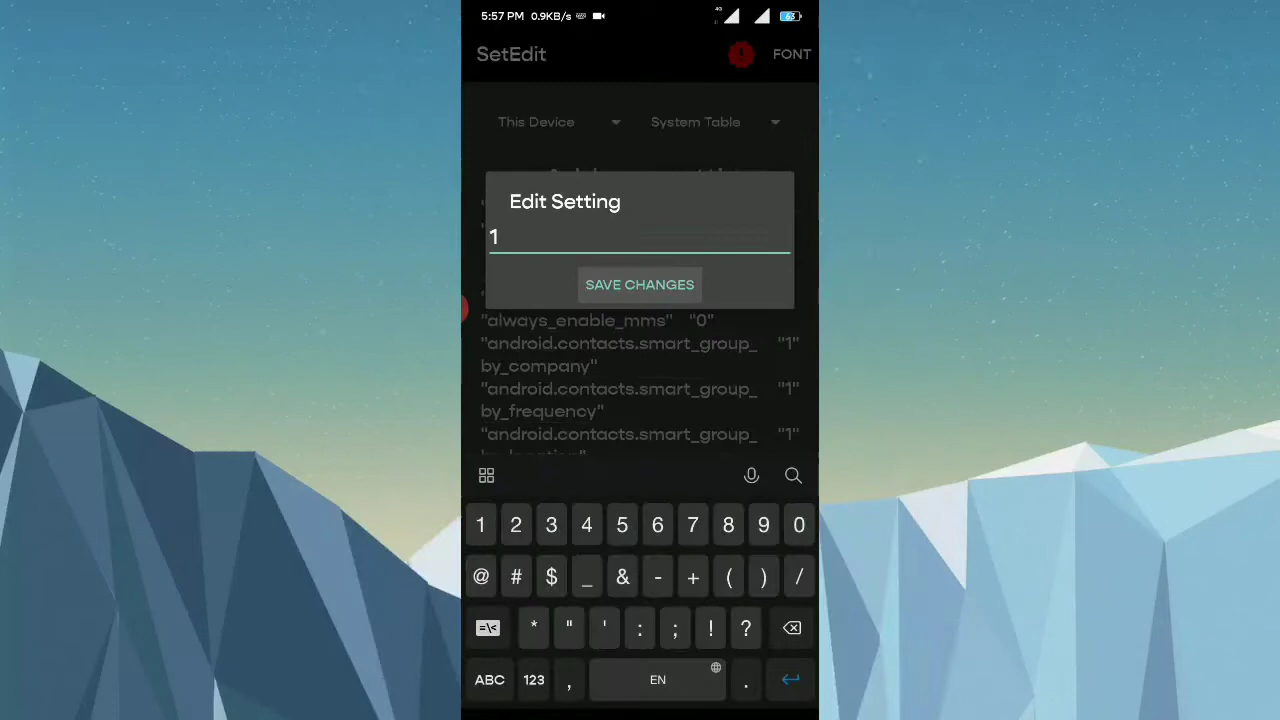 5:57 PM 0.9KB/s 4G 63
SetEdit FONT
This Device System Table
Edit Setting
1
SAVE CHANGES
"always_enable_mms" "0"
"android.contacts.smart_group_ "1"
by_company"
"android.contacts.smart_group_ "1"
by_frequency"
"android.contacts.smart_group_ "1"
1 2 3 4 5 6 7 8 9 0
@ # $ _ & - + ( ) /
=\< * " ' : ; ! ?
ABC 123 , EN .